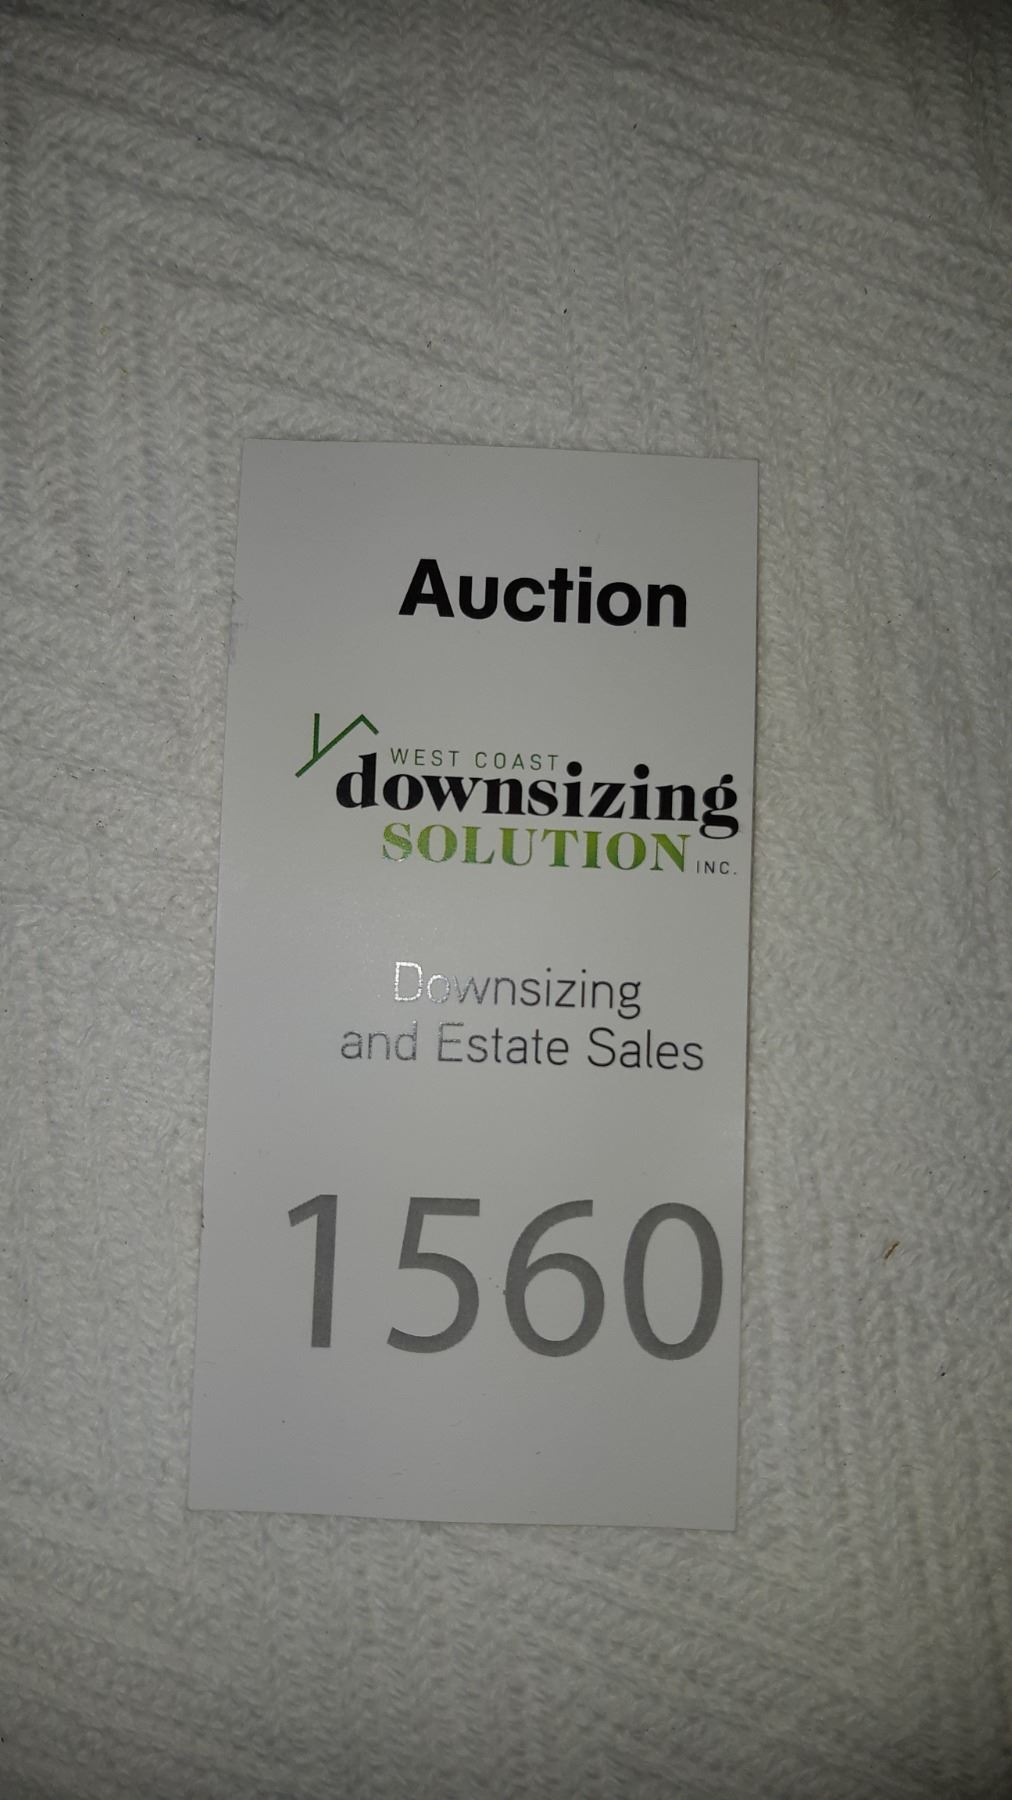 Auction
WEST COAST
downsizing
SOLUTION INC.
Downsizing
and Estate Sales
1560